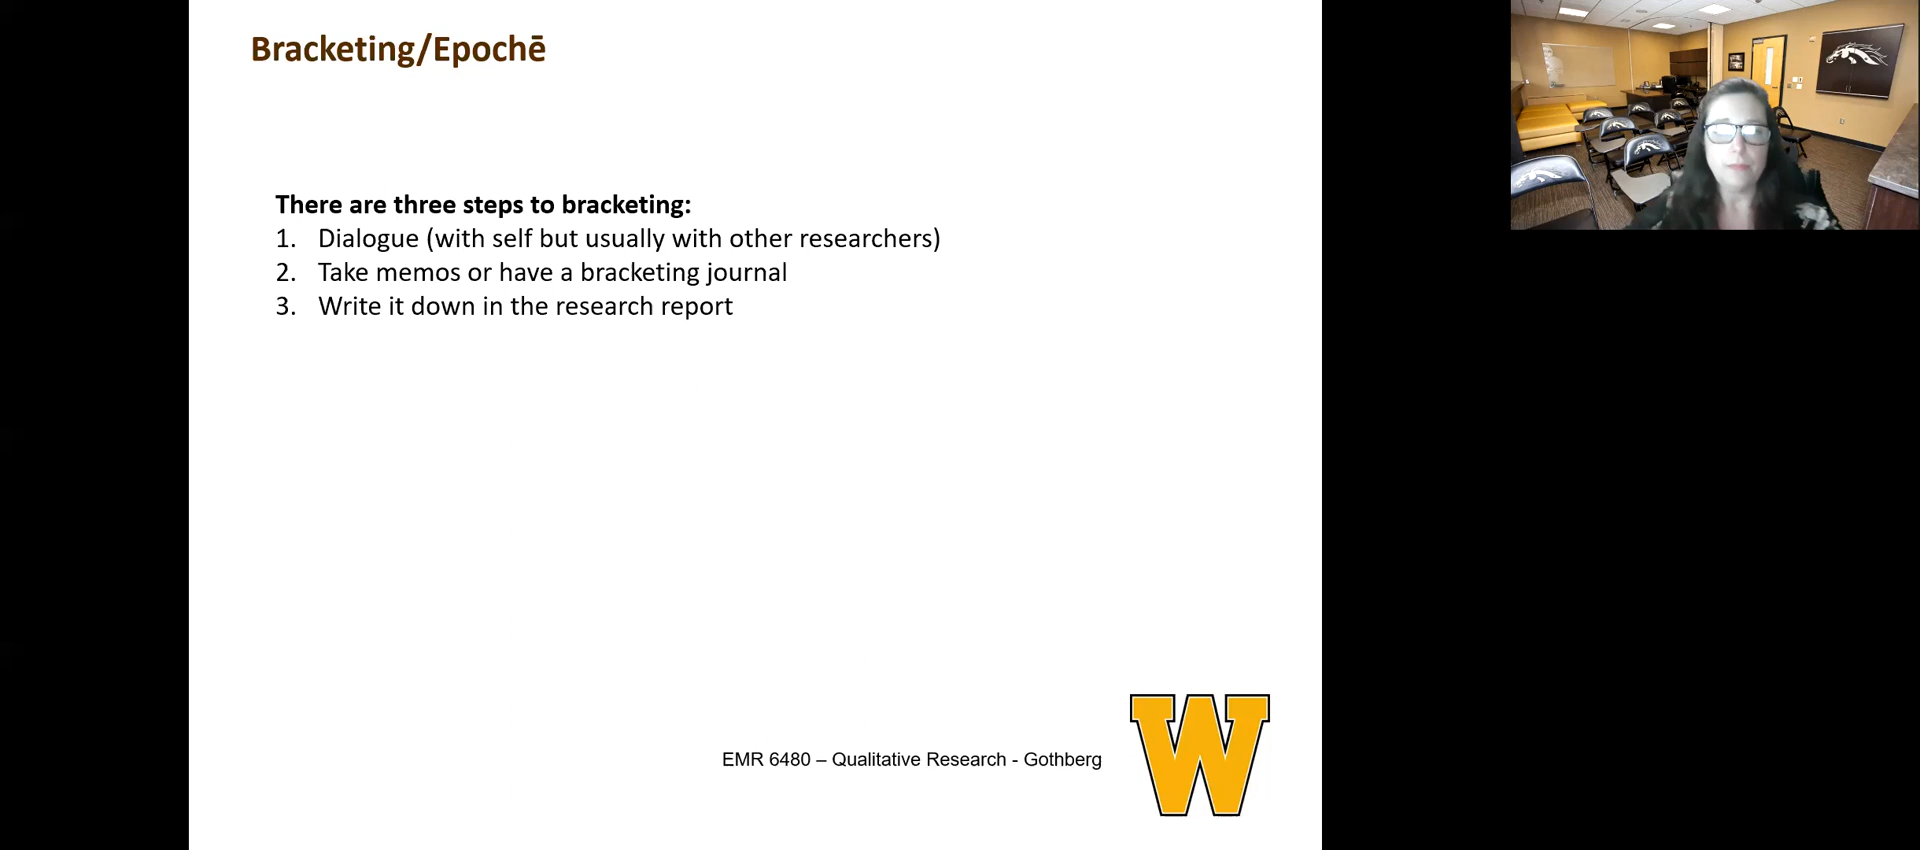 Bracketing/Epochē
There are three steps to bracketing:
1. Dialogue (with self but usually with other researchers)
2. Take memos or have a bracketing journal
3. Write it down in the research report
EMR 6480 – Qualitative Research - Gothberg
W